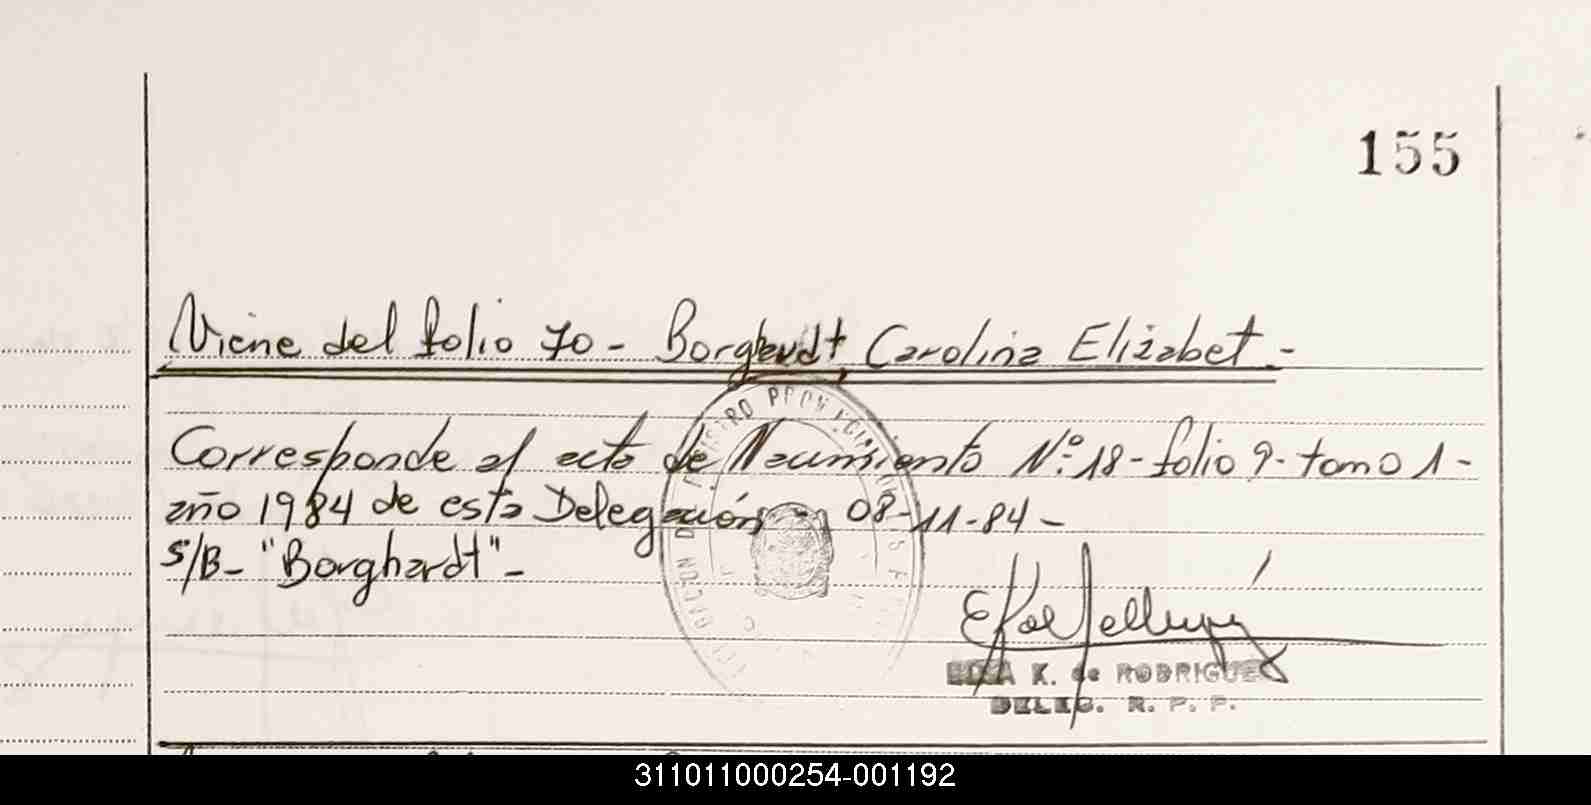 155
Viene del folio 70 - Borghardt Carolina Elizabet -
Corresponde al acta de Nacimiento Nº 18 - folio 9 - tomo 1 -
año 1984 de esta Delegación - 08-11-84 -
S/B - "Borghardt" -
K. de RODRIGUEZ
DELEG. R. P. P.
311011000254-001192